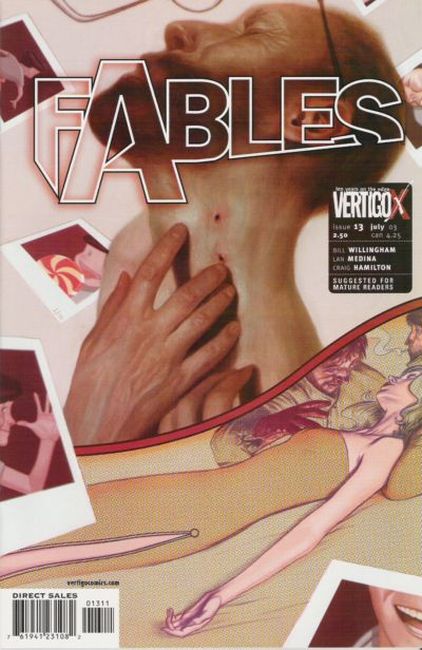 FABLES
ten years on the edge
VERTIGO X
issue 13 july 03
2.50 can 4.25
BILL WILLINGHAM
LAN MEDINA
CRAIG HAMILTON
SUGGESTED FOR
MATURE READERS
vertigocomics.com
DIRECT SALES
01311
7 61941 23108 2